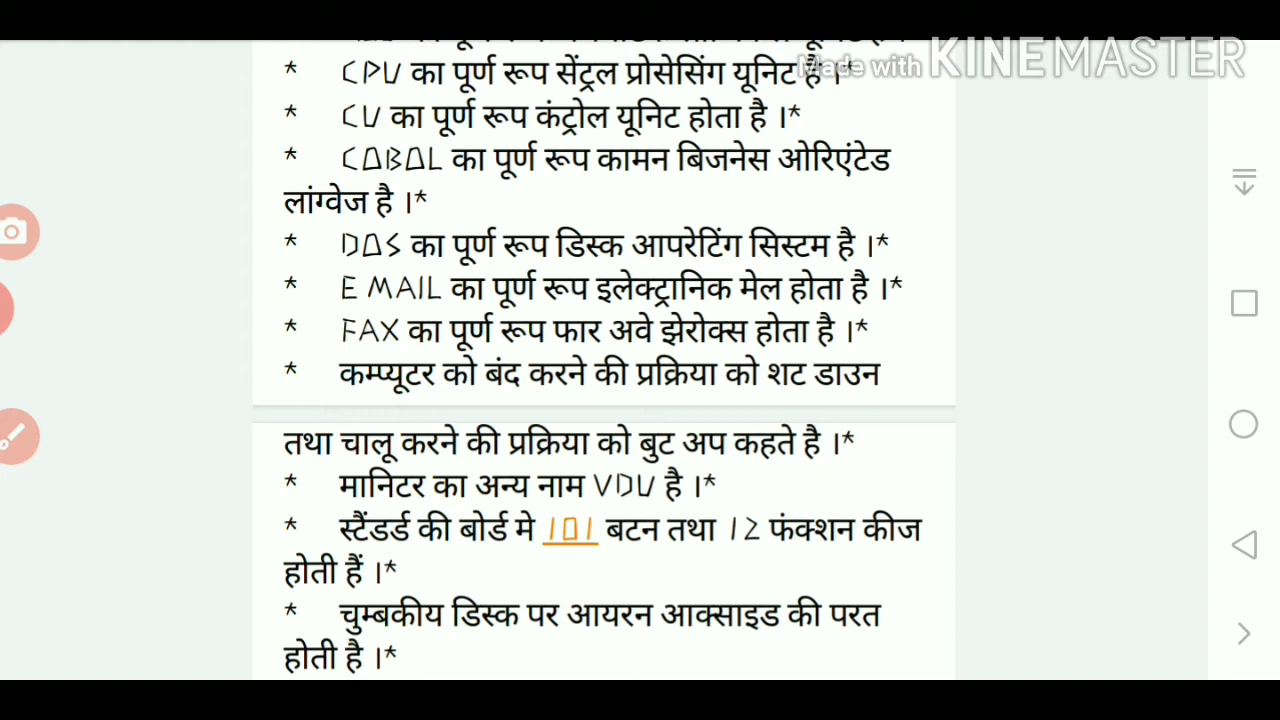 Made with KINEMASTER
* CPU का पूर्ण रूप सेंट्रल प्रोसेसिंग यूनिट है ।*
* CU का पूर्ण रूप कंट्रोल यूनिट होता है ।*
* COBOL का पूर्ण रूप कामन बिजनेस ओरिएंटेड
लांग्वेज है ।*
* DOS का पूर्ण रूप डिस्क आपरेटिंग सिस्टम है ।*
* E MAIL का पूर्ण रूप इलेक्ट्रानिक मेल होता है ।*
* FAX का पूर्ण रूप फार अवे झेरोक्स होता है ।*
* कम्प्यूटर को बंद करने की प्रक्रिया को शट डाउन
तथा चालू करने की प्रक्रिया को बुट अप कहते है ।*
* मानिटर का अन्य नाम VDU है ।*
* स्टैंडर्ड की बोर्ड मे 101 बटन तथा 12 फंक्शन कीज
होती हैं ।*
* चुम्बकीय डिस्क पर आयरन आक्साइड की परत
होती है ।*